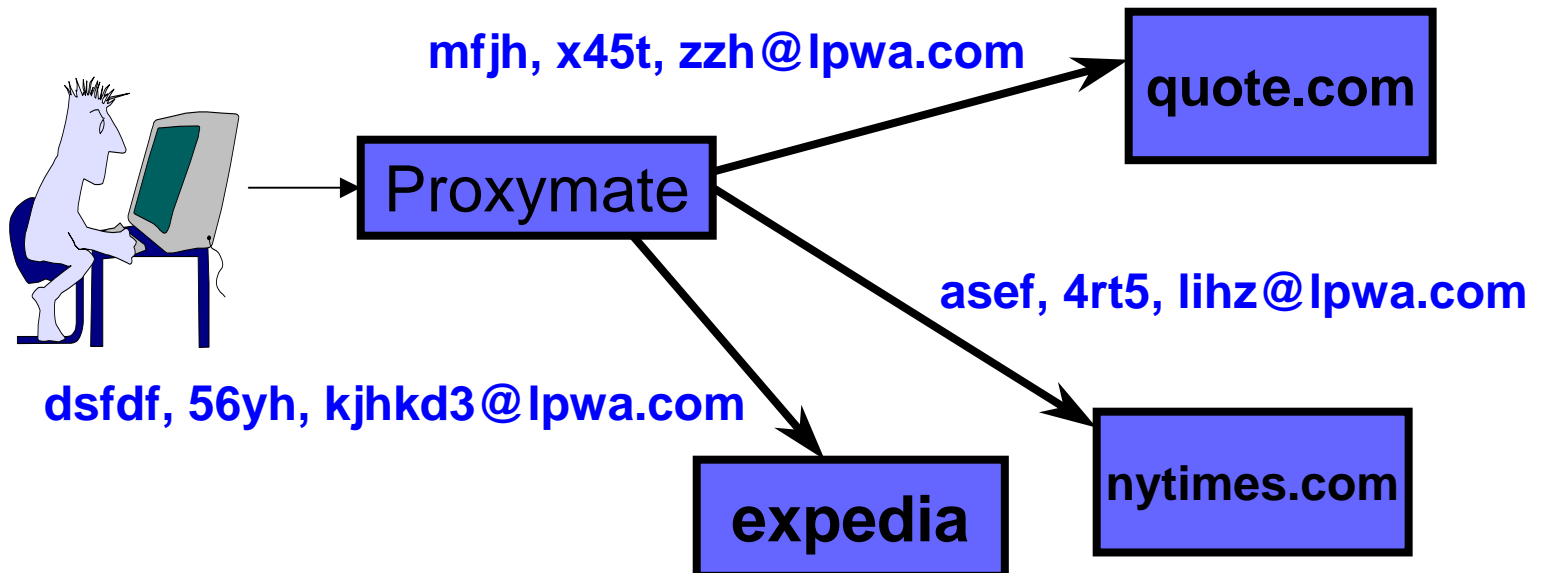 mfjh, x45t, zzh@lpwa.com
quote.com
Proxymate
asef, 4rt5, lihz@lpwa.com
dsfdf, 56yh, kjhkd3@lpwa.com
nytimes.com
expedia